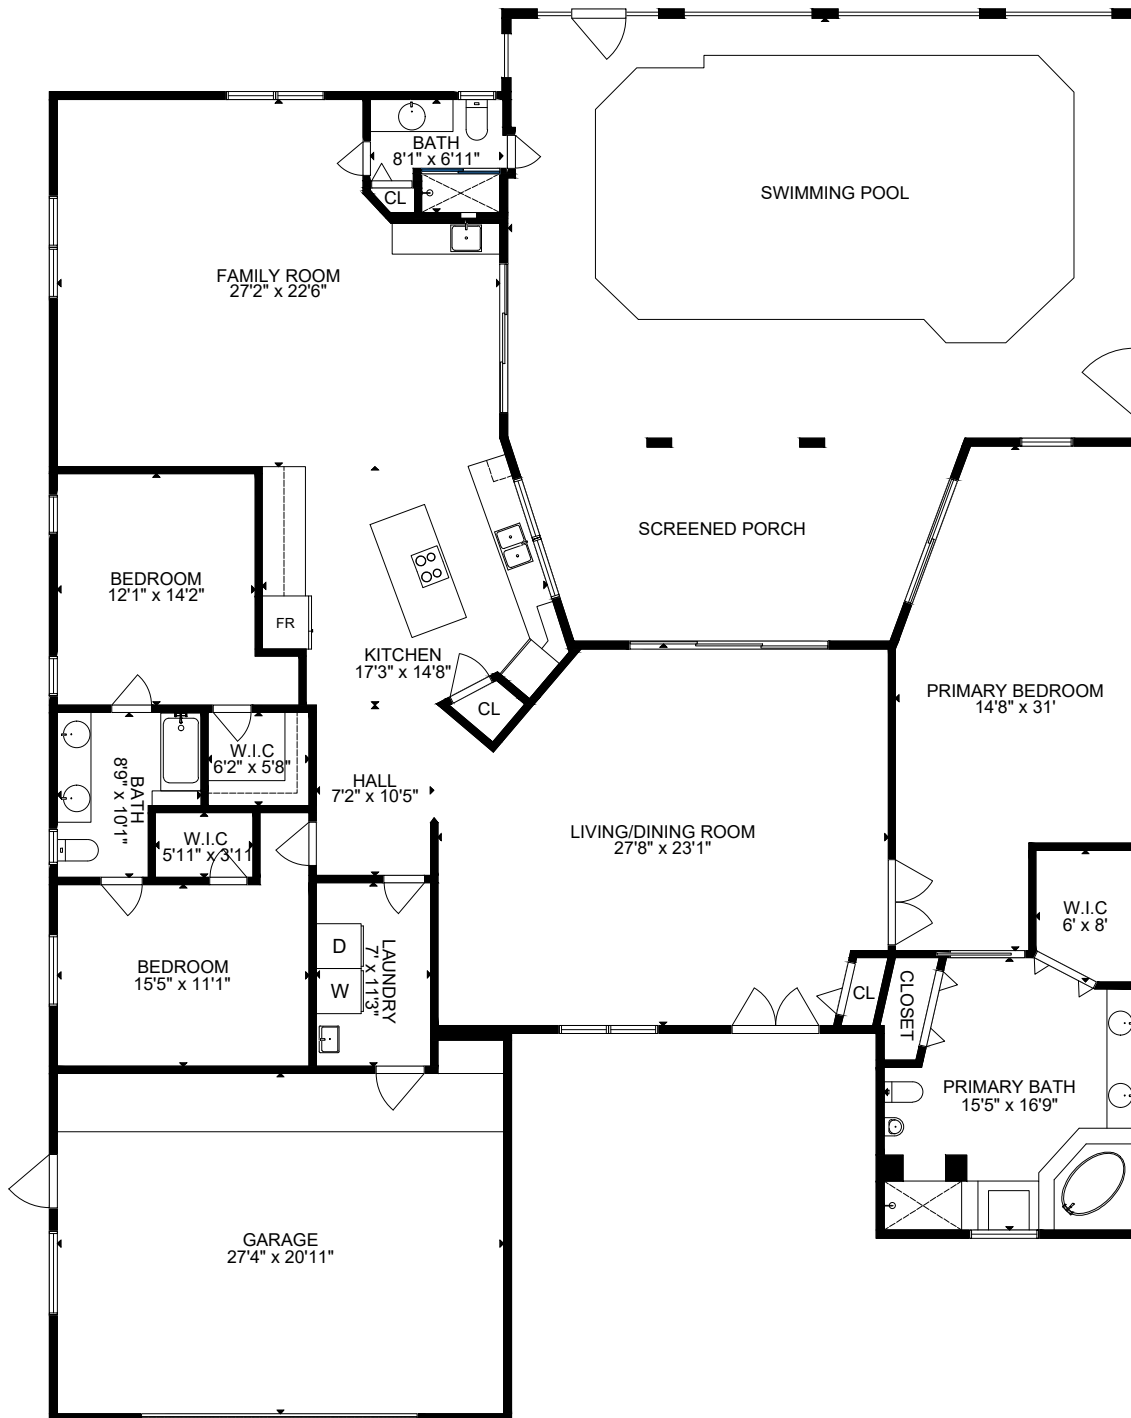 BATH
8'1" x 6'11"
CL
SWIMMING POOL
FAMILY ROOM
27'2" x 22'6"
SCREENED PORCH
BEDROOM
12'1" x 14'2"
FR
KITCHEN
17'3" x 14'8"
CL
PRIMARY BEDROOM
14'8" x 31'
W.I.C
6'2" x 5'8"
BATH
8'9" x 10'1"
HALL
7'2" x 10'5"
LIVING/DINING ROOM
27'8" x 23'1"
W.I.C
5'11" x 3'11
W.I.C
6' x 8'
BEDROOM
15'5" x 11'1"
D
W
LAUNDRY
7' x 11'3"
CL
CLOSET
PRIMARY BATH
15'5" x 16'9"
GARAGE
27'4" x 20'11"